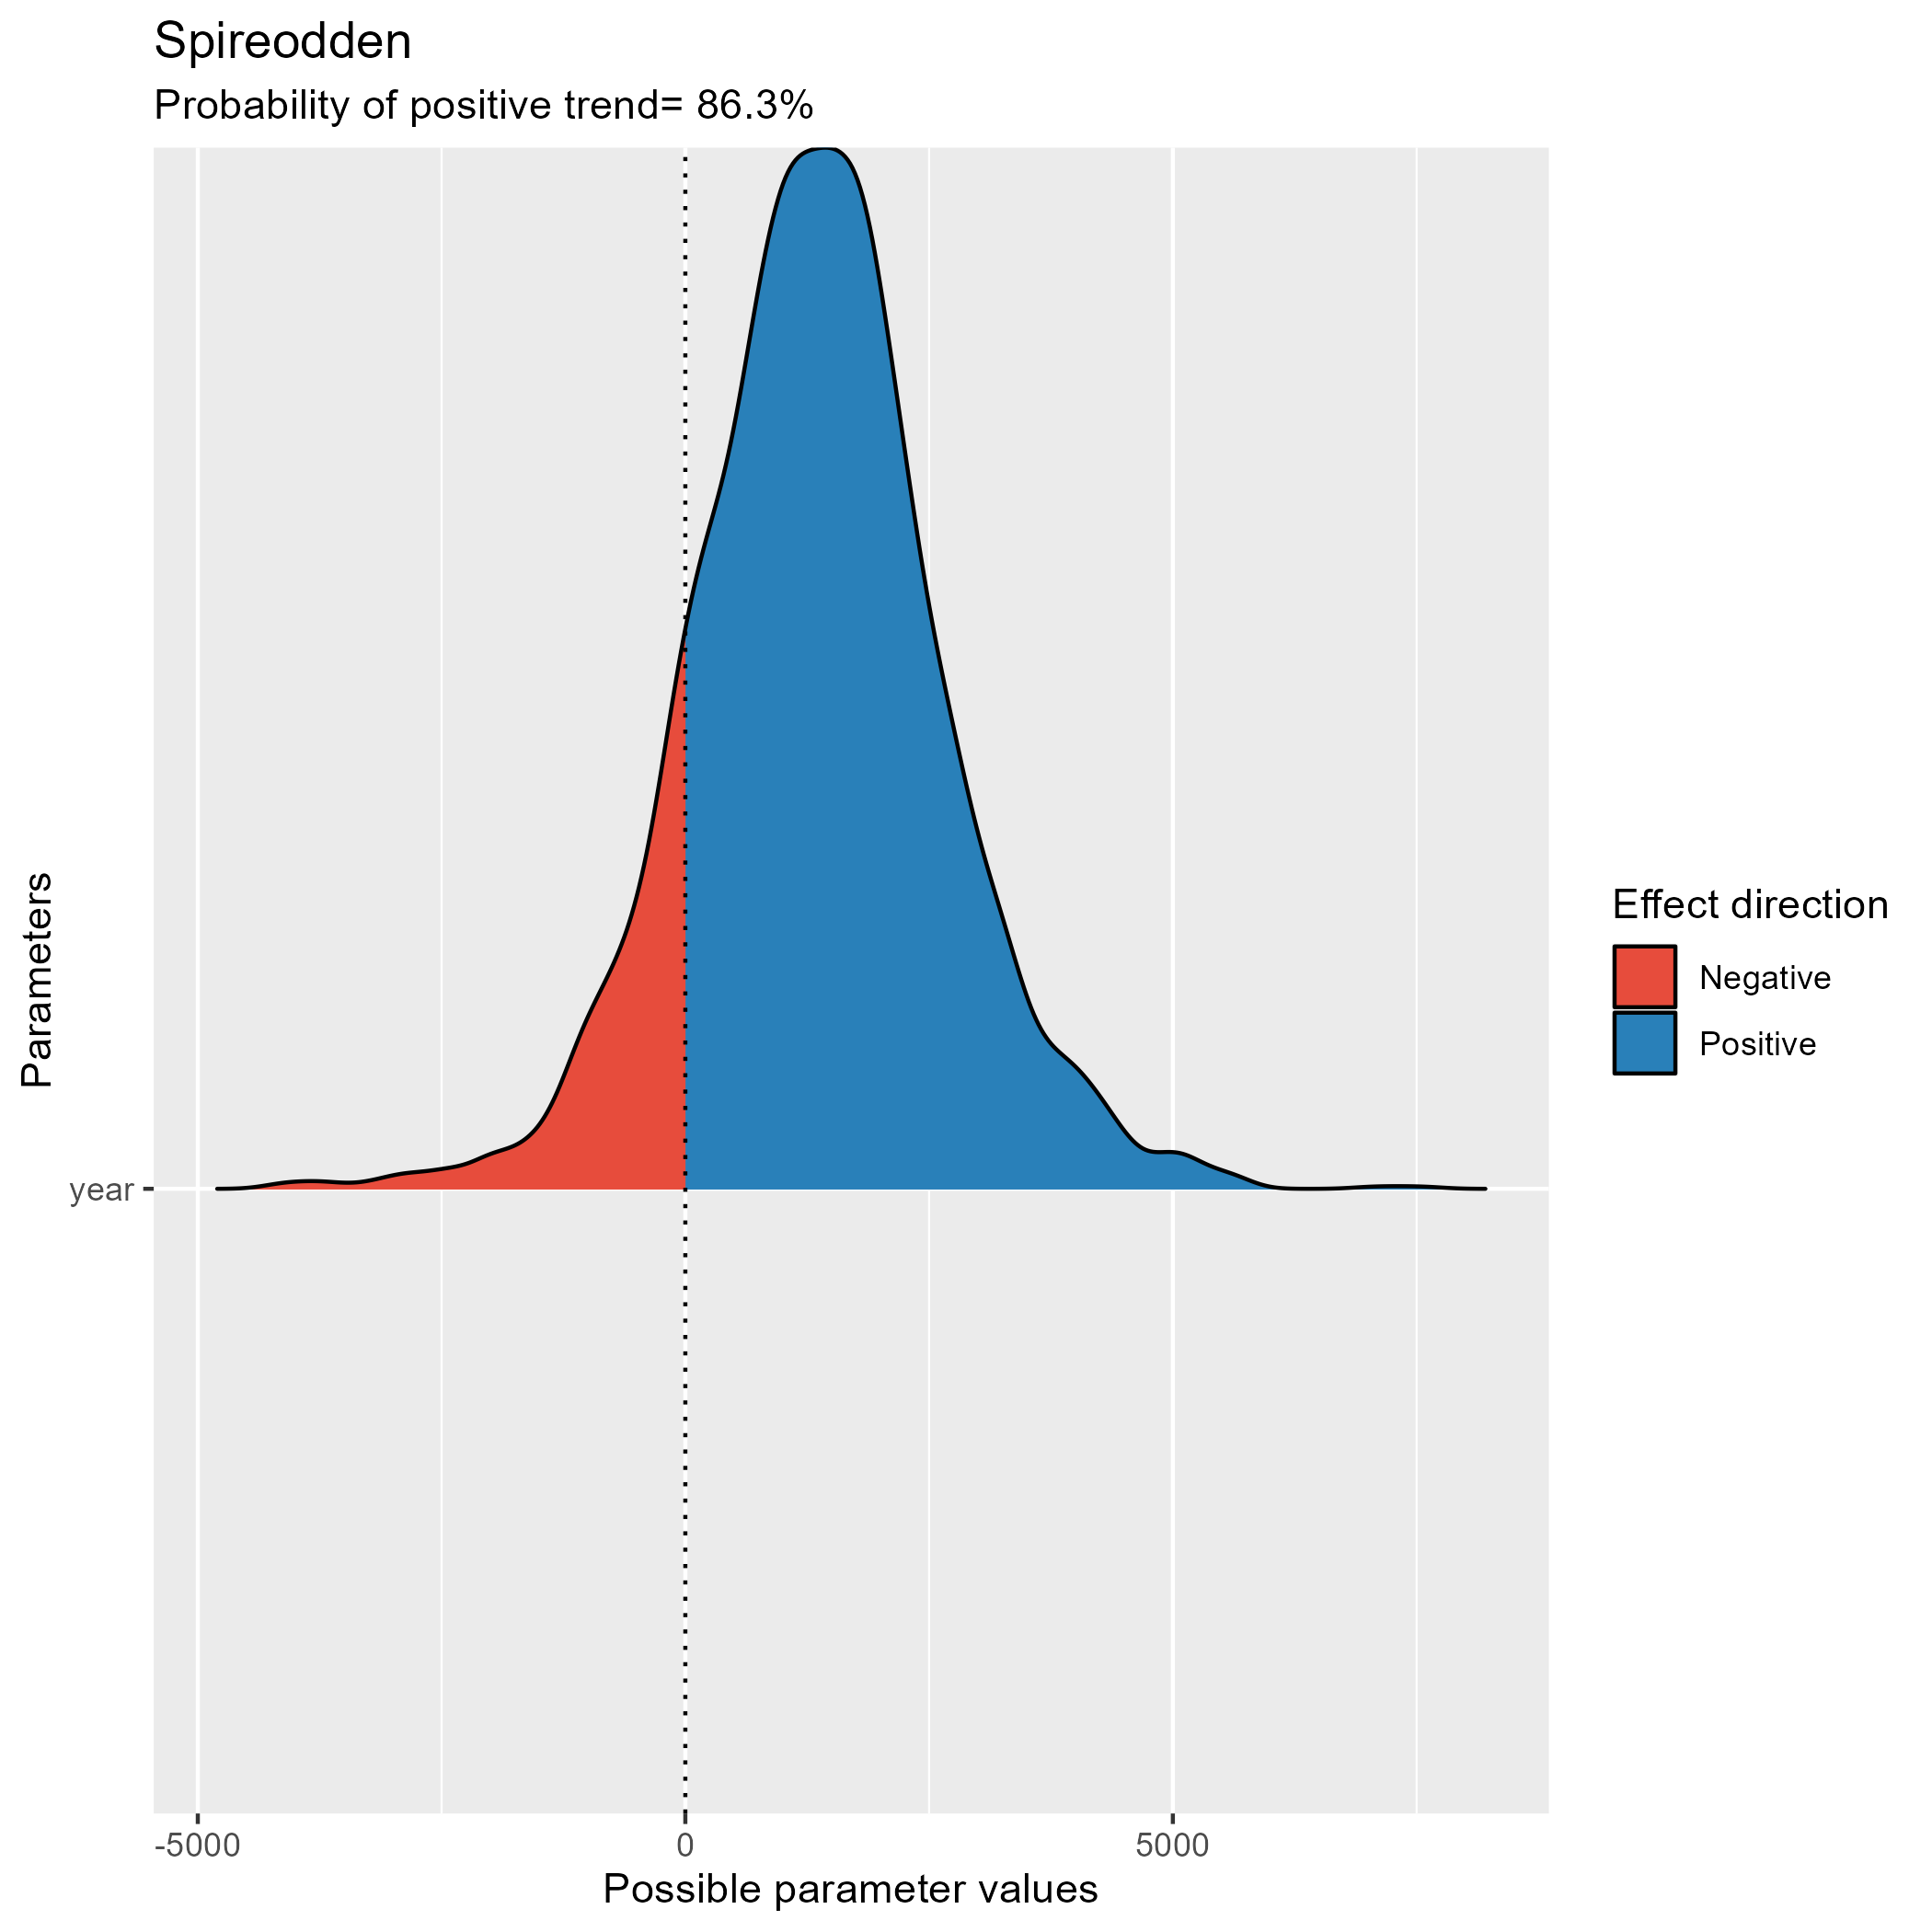 Spireodden
Probability of positive trend= 86.3%
Parameters
year
Effect direction
Negative
Positive
-5000 0 5000
Possible parameter values